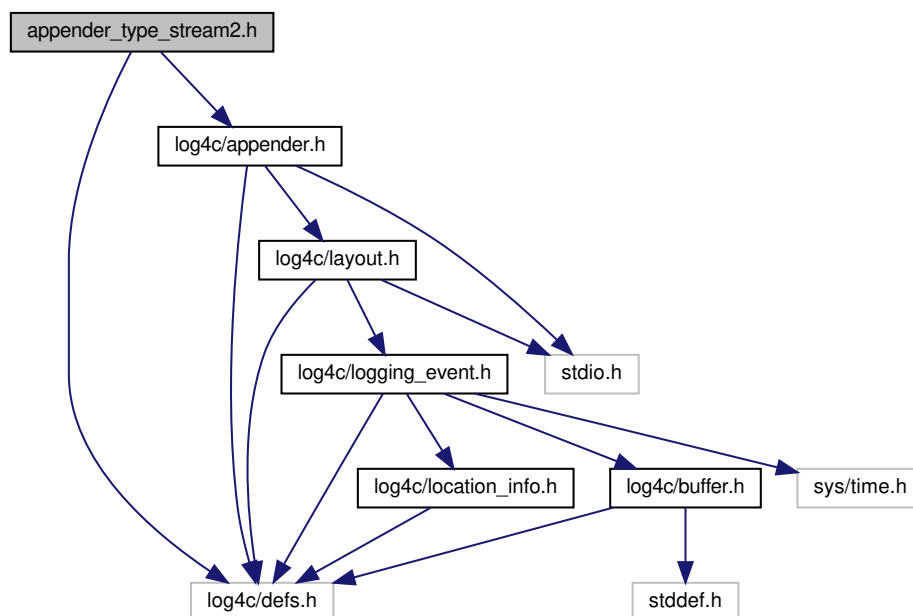 appender_type_stream2.h
log4c/appender.h
log4c/layout.h
log4c/logging_event.h
stdio.h
log4c/location_info.h
log4c/buffer.h
sys/time.h
log4c/defs.h
stddef.h